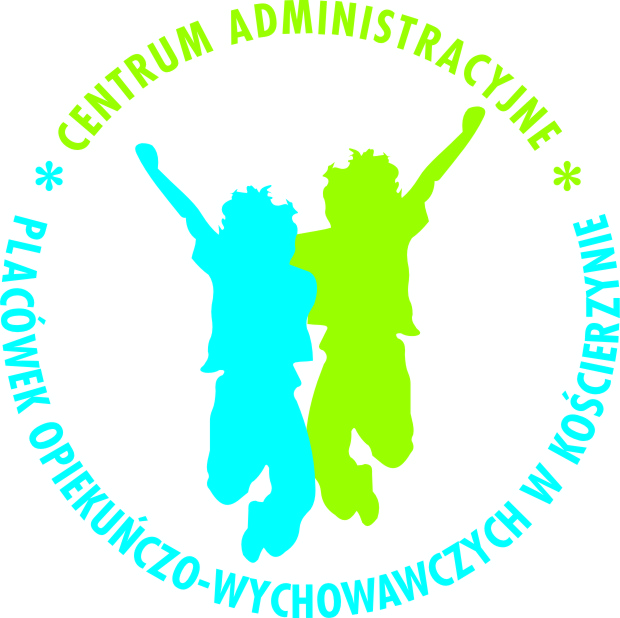 CENTRUM ADMINISTRACYJNE
* PLACÓWEK OPIEKUŃCZO-WYCHOWAWCZYCH W KOŚCIERZYNIE *